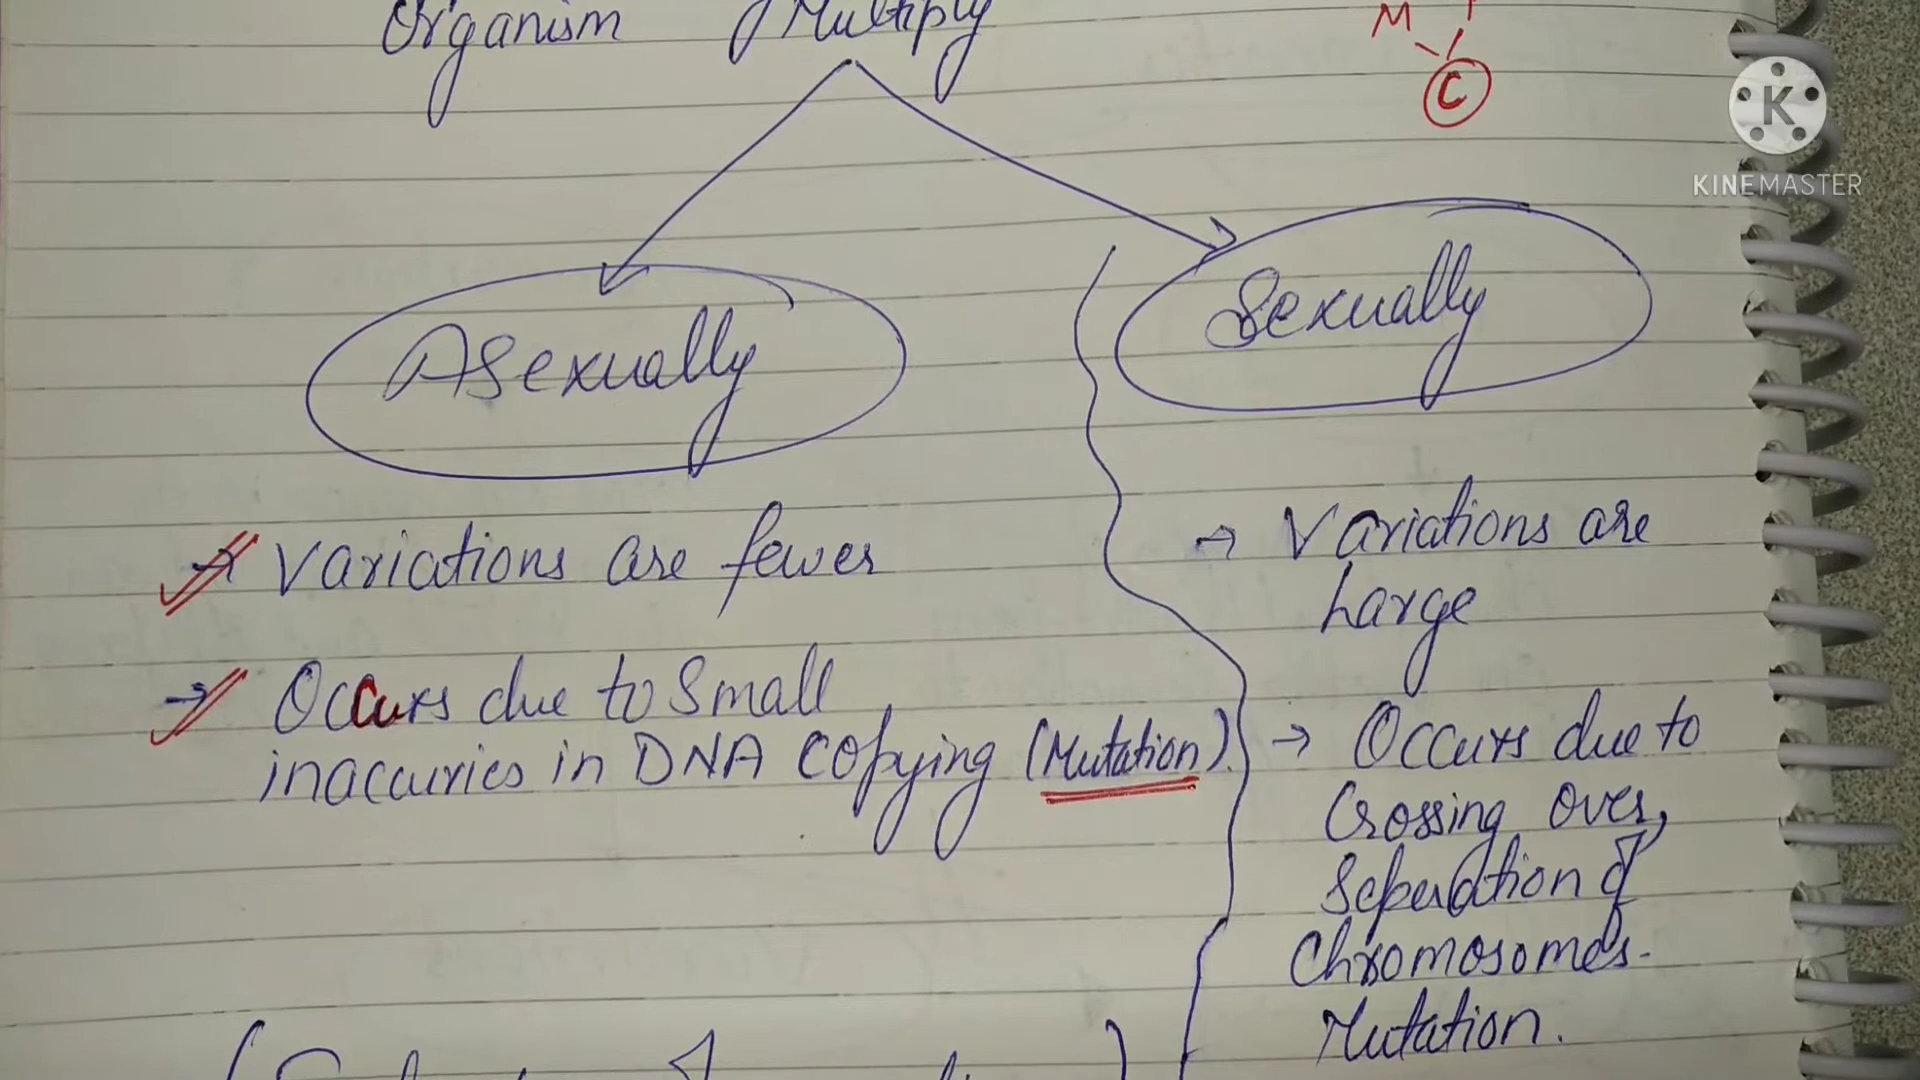 Organism Multiply
M
C
K
KINEMASTER
Asexually
Sexually
→ Variations are fewer
→ Variations are
Large
→ Occurs due to Small
inaccuries in DNA Copying (Mutation).
→ Occurs due to
Crossing over,
Seperation of
Chromosomes.
Mutation.